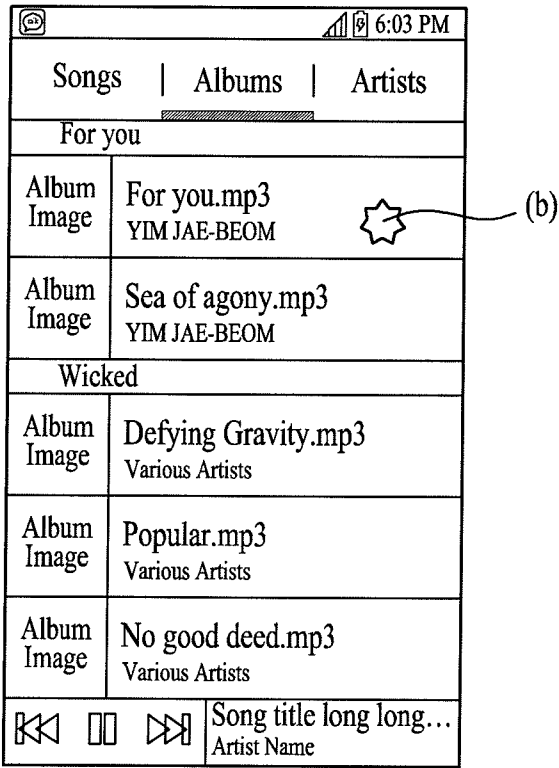 6:03 PM
Songs | Albums | Artists
For you
Album
Image
For you.mp3
YIM JAE-BEOM
(b)
Album
Image
Sea of agony.mp3
YIM JAE-BEOM
Wicked
Album
Image
Defying Gravity.mp3
Various Artists
Album
Image
Popular.mp3
Various Artists
Album
Image
No good deed.mp3
Various Artists
Song title long long...
Artist Name